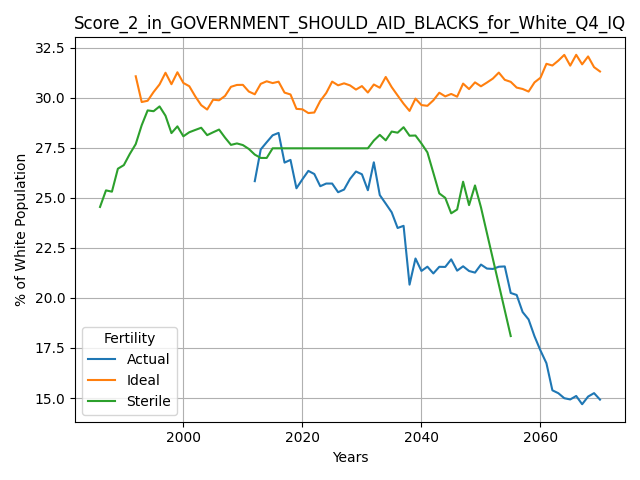 Score_2_in_GOVERNMENT_SHOULD_AID_BLACKS_for_White_Q4_IQ
32.5
30.0
27.5
25.0
22.5
20.0
17.5
15.0
% of White Population
Fertility
Actual
Ideal
Sterile
2000 2020 2040 2060
Years